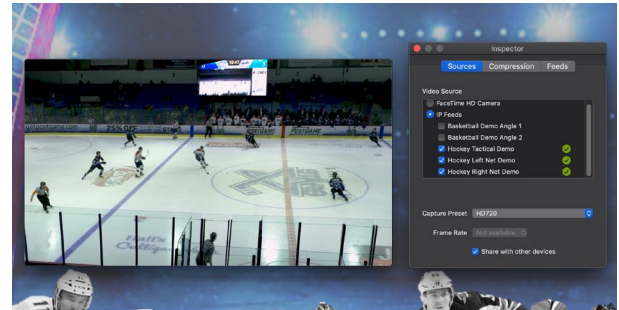 Inspector
Sources Compression Feeds
Video Source
FaceTime HD Camera
IP Feeds
Basketball Demo Angle 1
Basketball Demo Angle 2
Hockey Tactical Demo
Hockey Left Net Demo
Hockey Right Net Demo
Capture Preset HD720
Frame Rate Not available
Share with other devices
POSTGAME
Culligan